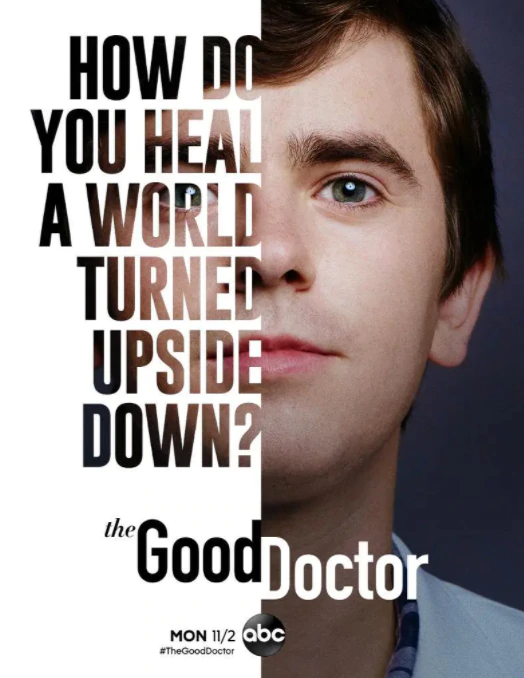 HOW DO
YOU HEAL
A WORLD
TURNED
UPSIDE
DOWN?
the Good Doctor
MON 11/2 abc
#TheGoodDoctor